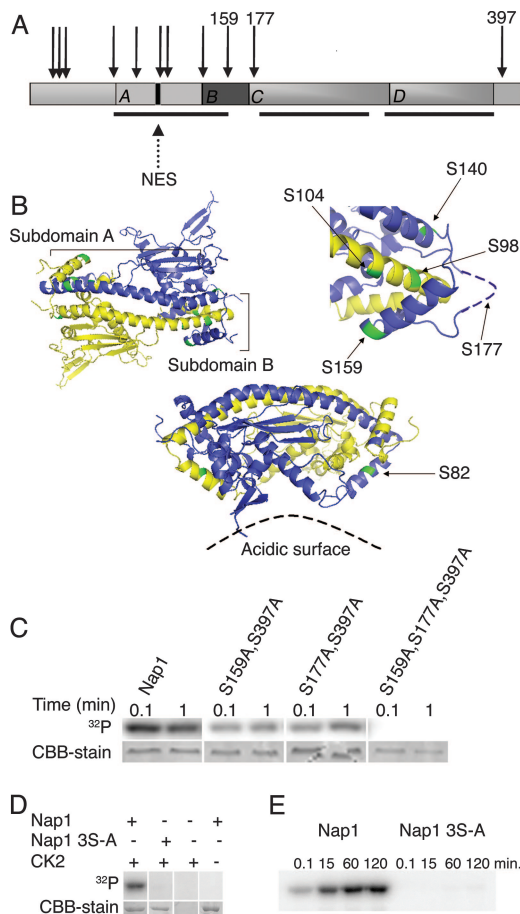 A
159 177 397
A B C D
NES
B
Subdomain A
Subdomain B
S140
S104
S98
S177
S159
S82
Acidic surface
C
Nap1 S159A,S397A S177A,S397A S159A,S177A,S397A
Time (min) 0.1 1 0.1 1 0.1 1 0.1 1
32P
CBB-stain
D
Nap1 + - - +
Nap1 3S-A - + - -
CK2 + + + -
32P
CBB-stain
E
Nap1 Nap1 3S-A
0.1 15 60 120 0.1 15 60 120 min.